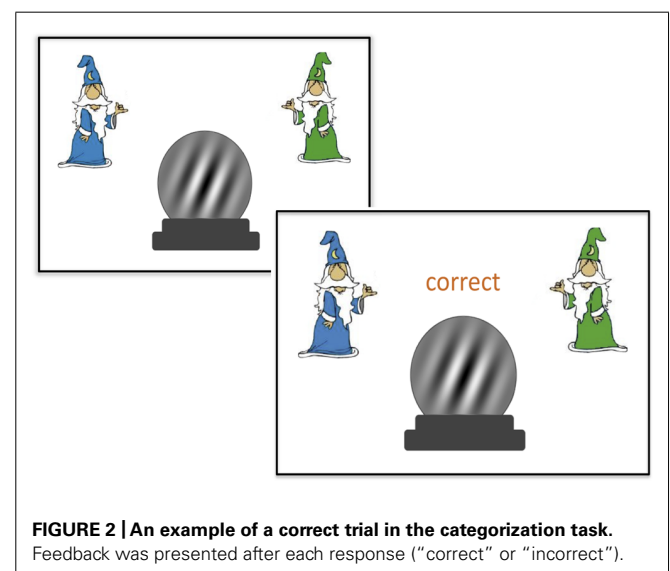 correct
FIGURE 2 | An example of a correct trial in the categorization task.
Feedback was presented after each response (“correct” or “incorrect”).